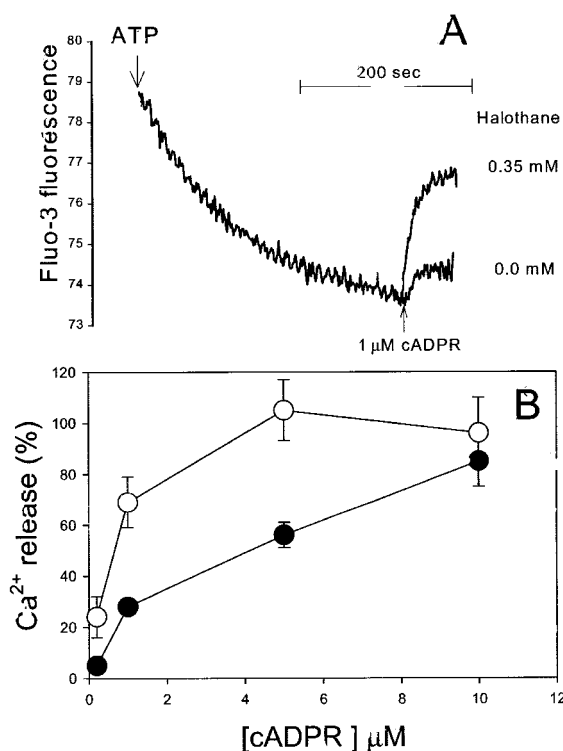 A
ATP
80
79
78
77
76
75
74
73
Fluo-3 fluorescence
200 sec
Halothane
0.35 mM
0.0 mM
1 µM cADPR
B
120
100
80
60
40
20
0
Ca2+ release (%)
0 2 4 6 8 10 12
[cADPR ] µM